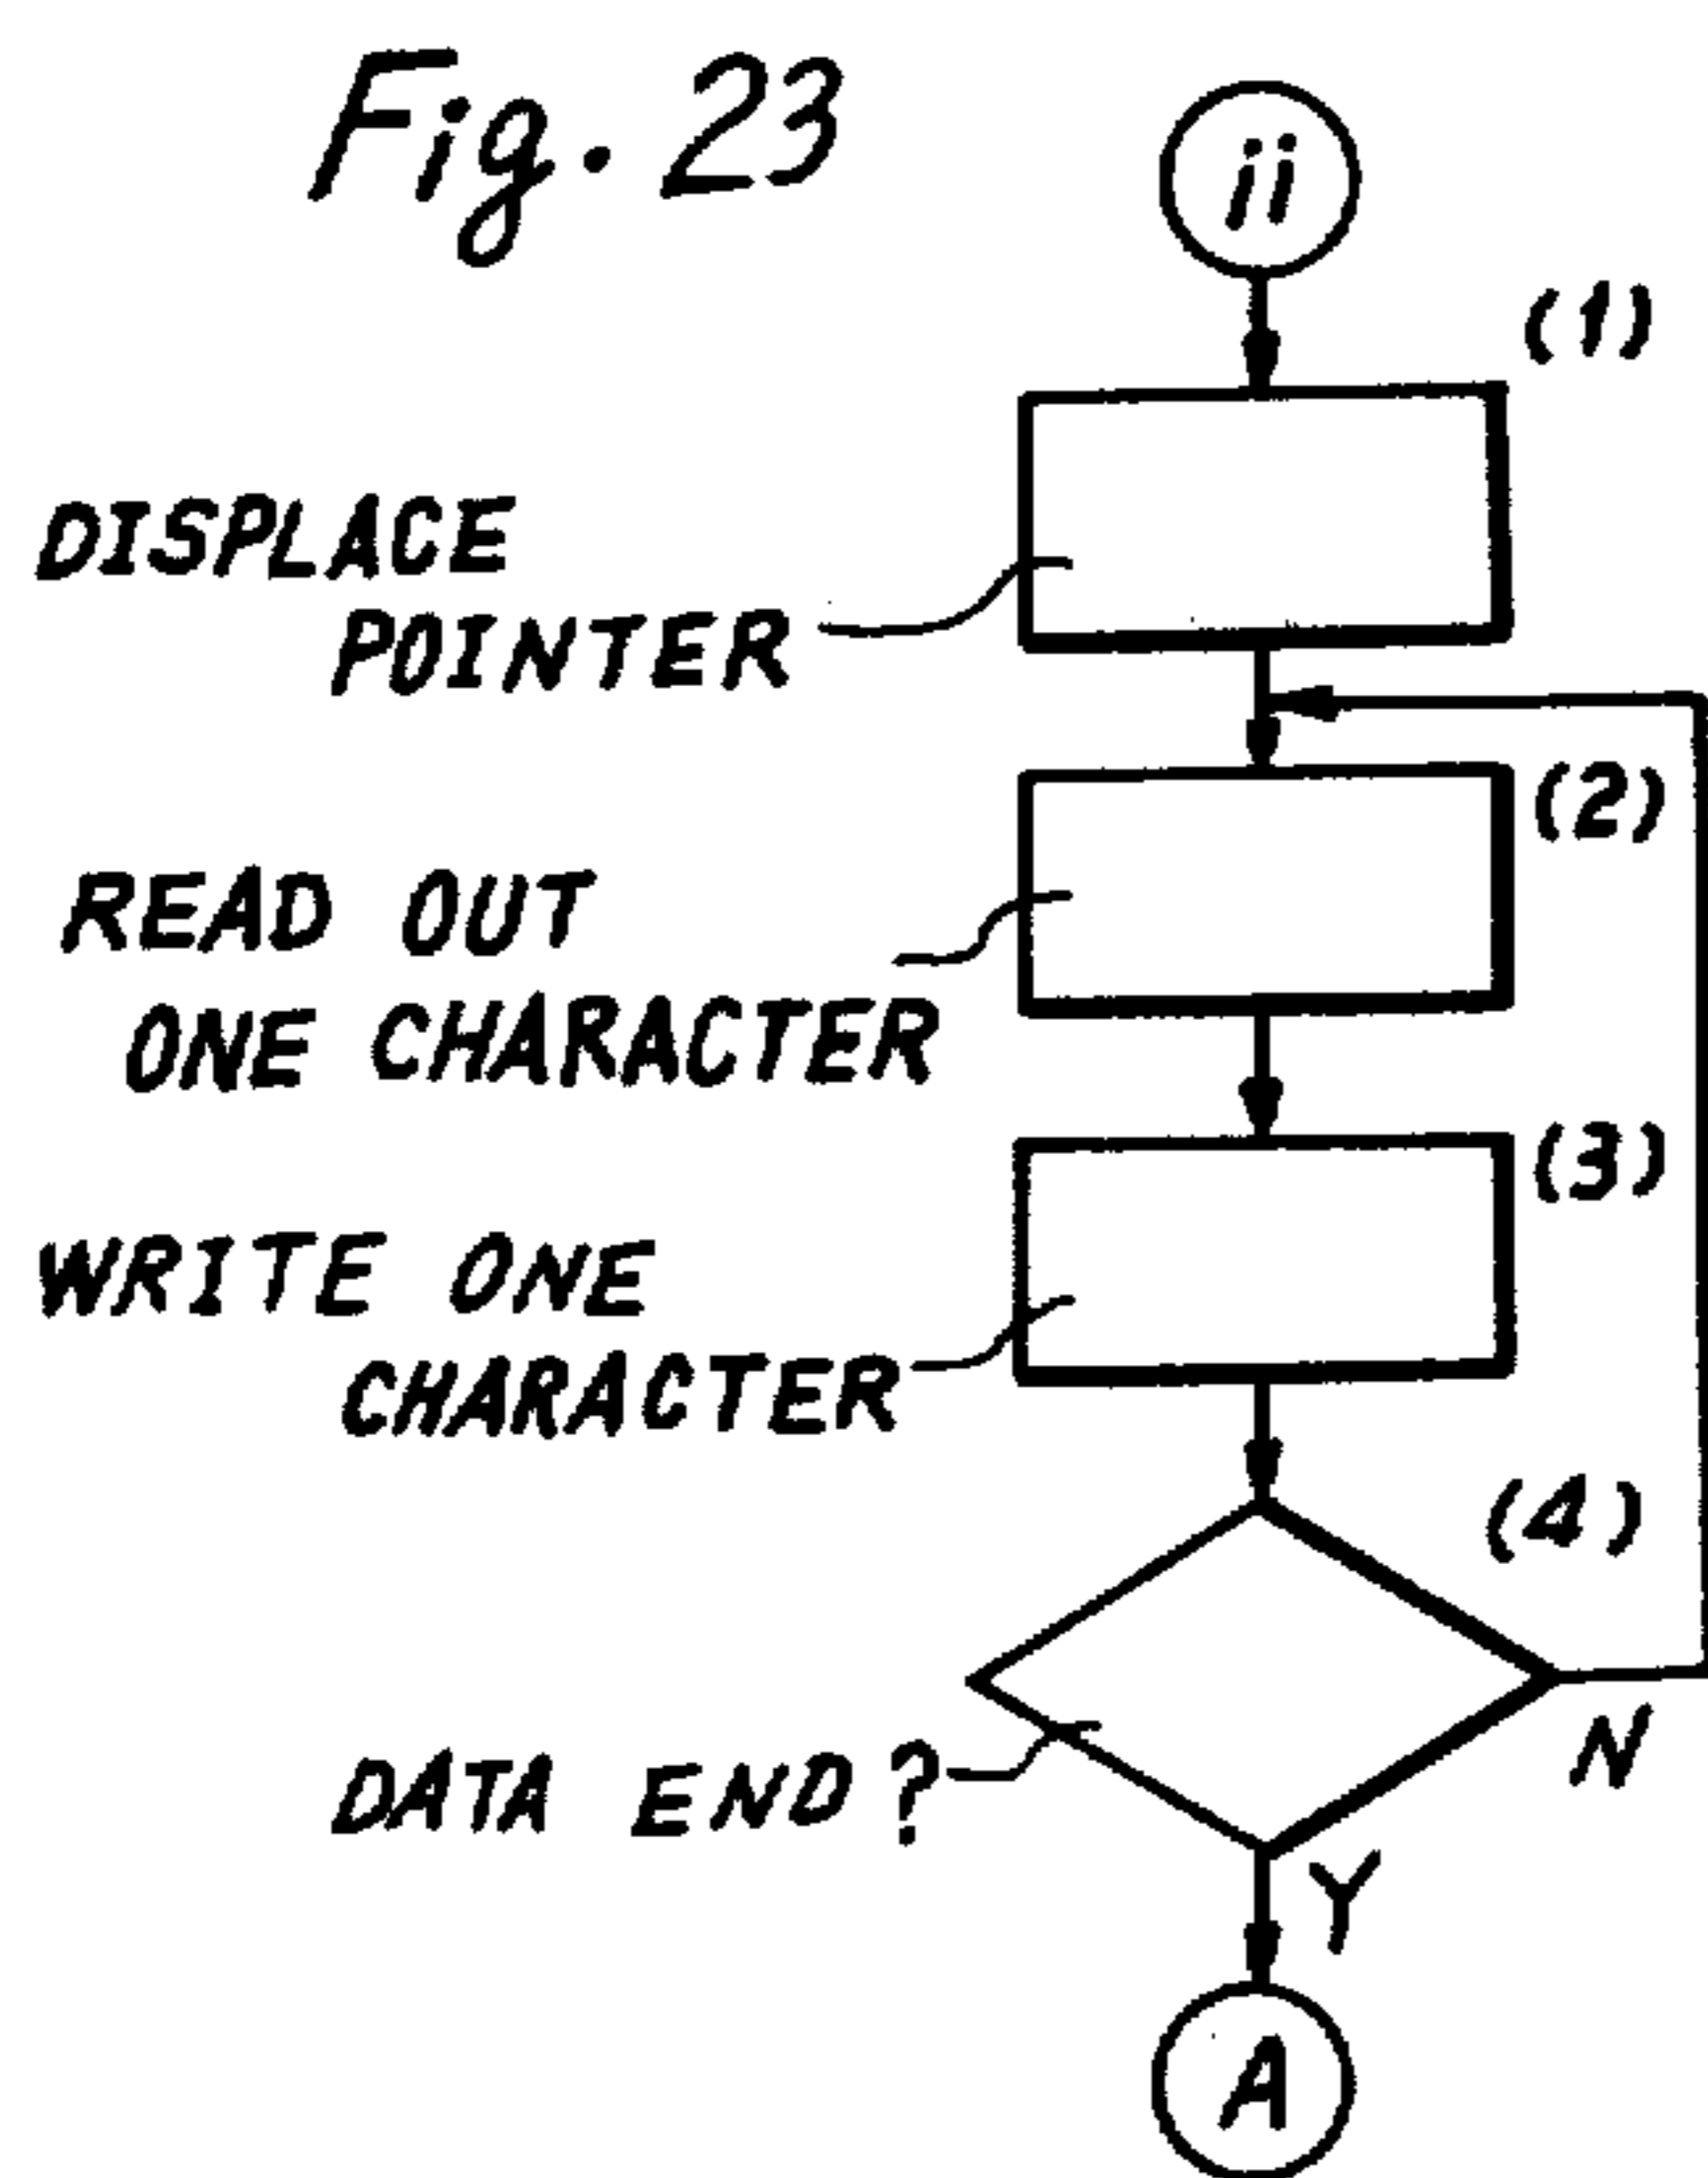 Fig. 23
ii
(1)
DISPLACE
POINTER
(2)
READ OUT
ONE CHARACTER
(3)
WRITE ONE
CHARACTER
(4)
N
DATA END?
Y
A